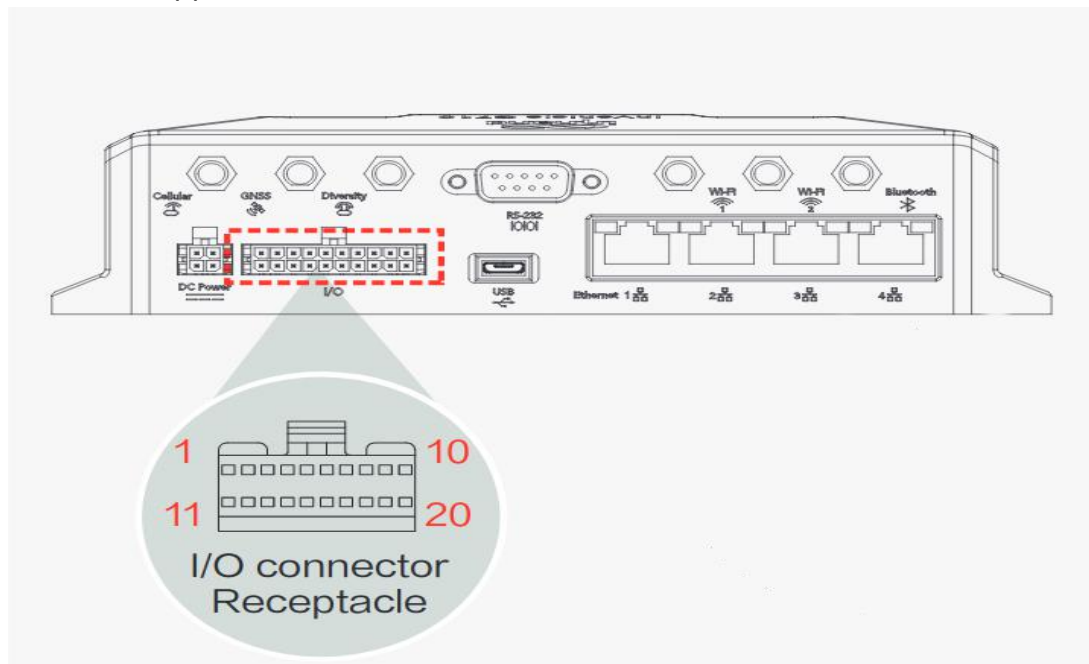 Cellular
GNSS
Diversity
RS-232
IOIOI
Wi-Fi
1
Wi-Fi
2
Bluetooth
DC Power
I/O
USB
Ethernet 1
2
3
4
1
10
11
20
I/O connector
Receptacle